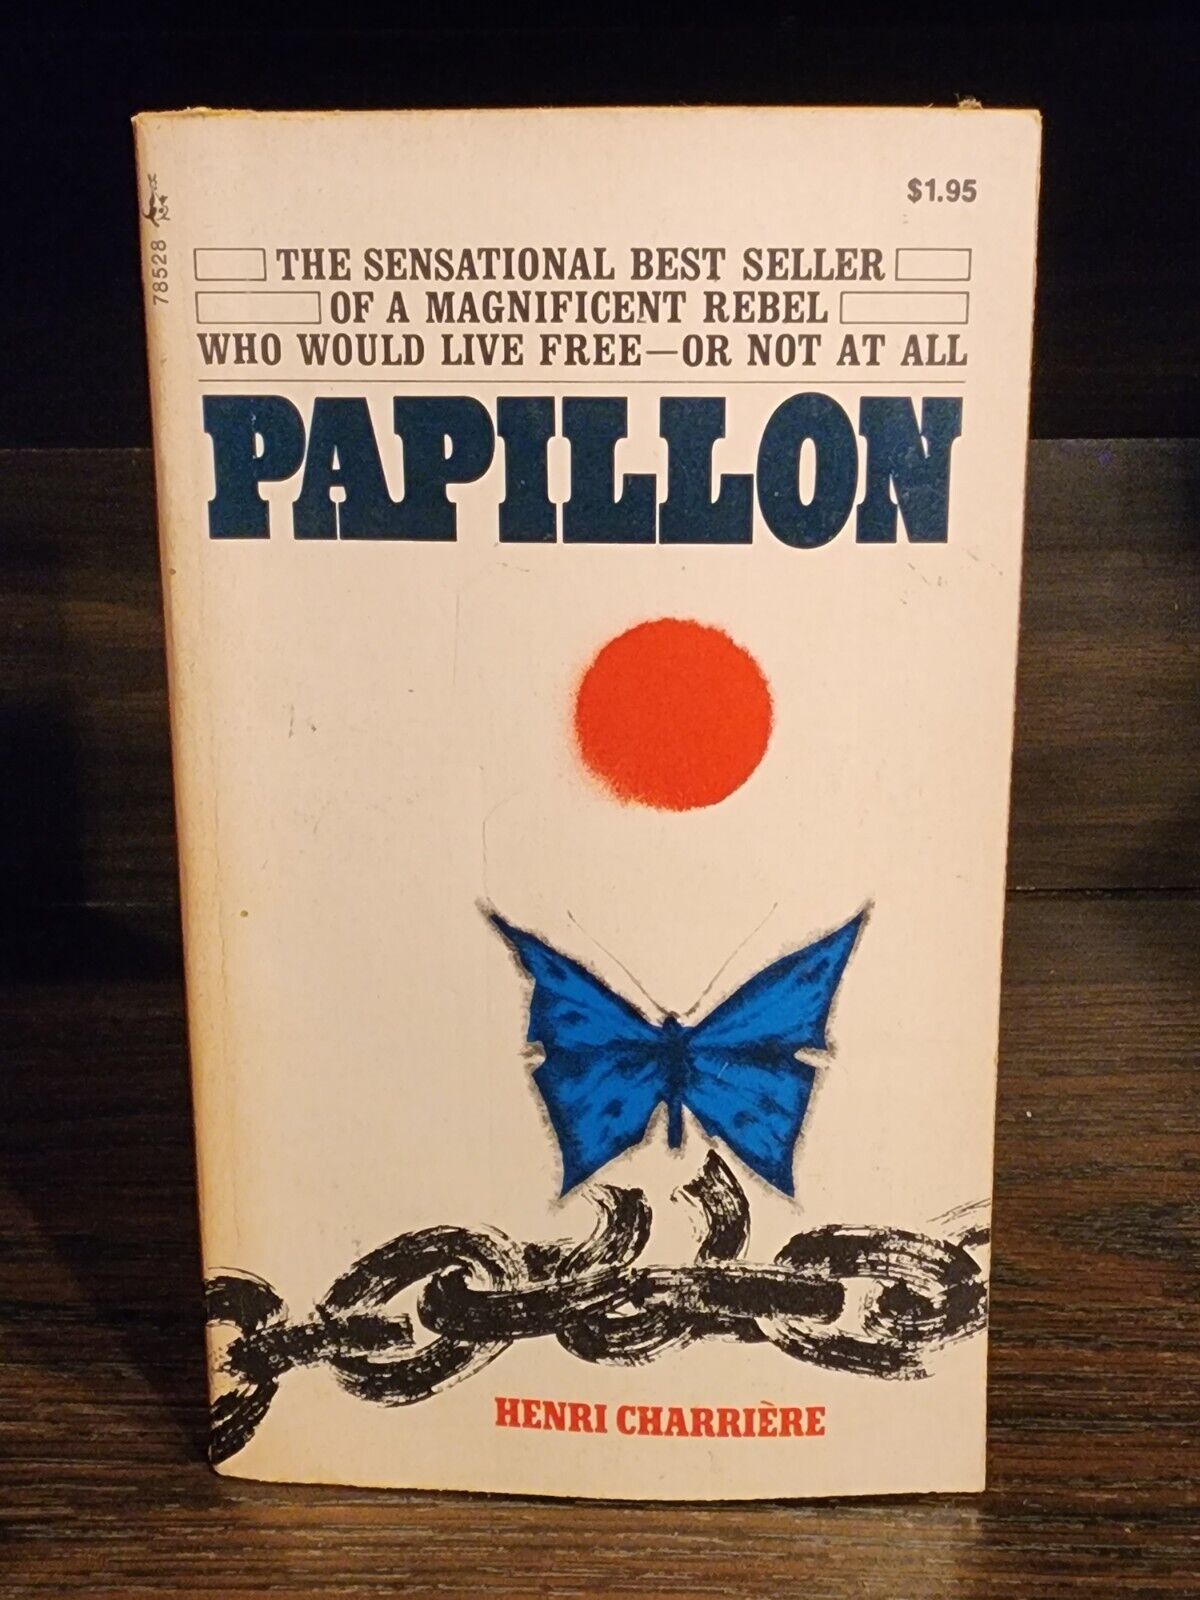 $1.95
78528
THE SENSATIONAL BEST SELLER
OF A MAGNIFICENT REBEL
WHO WOULD LIVE FREE—OR NOT AT ALL
PAPILLON
HENRI CHARRIÈRE